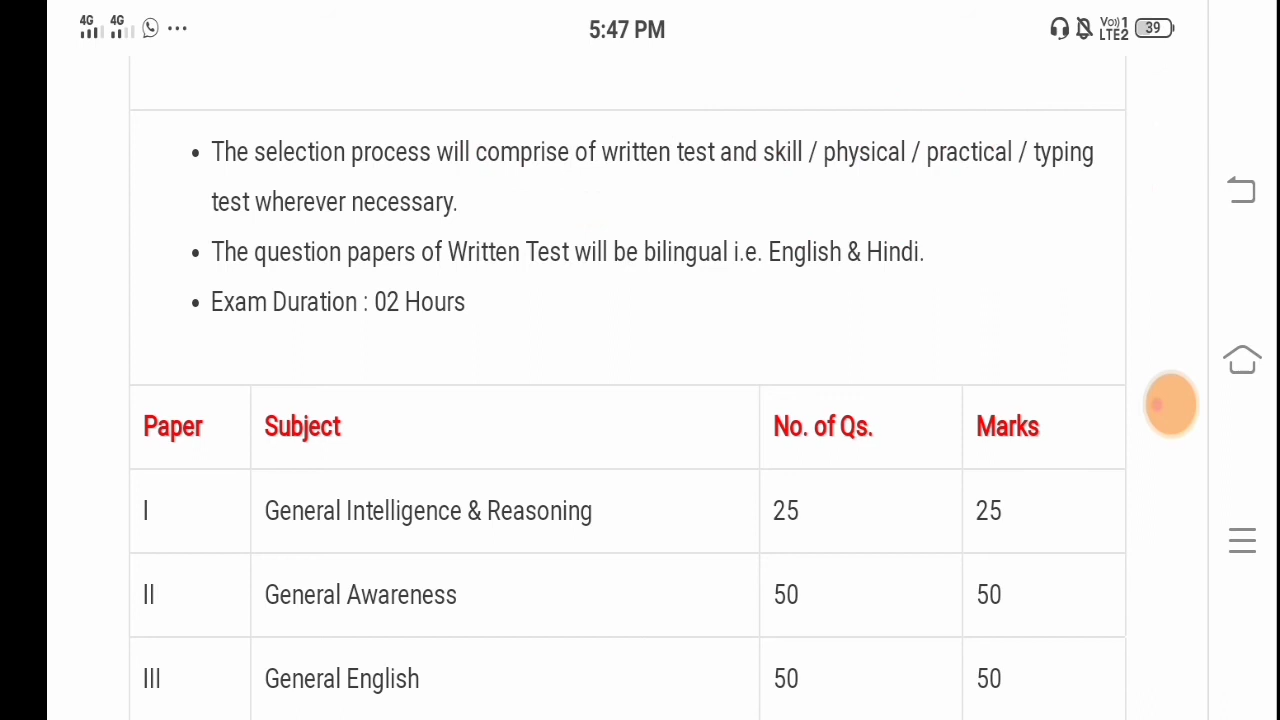 4G 4G 5:47 PM Vo)) 1 LTE2 39
• The selection process will comprise of written test and skill / physical / practical / typing
test wherever necessary.
• The question papers of Written Test will be bilingual i.e. English & Hindi.
• Exam Duration : 02 Hours
Paper Subject No. of Qs. Marks
I General Intelligence & Reasoning 25 25
II General Awareness 50 50
III General English 50 50